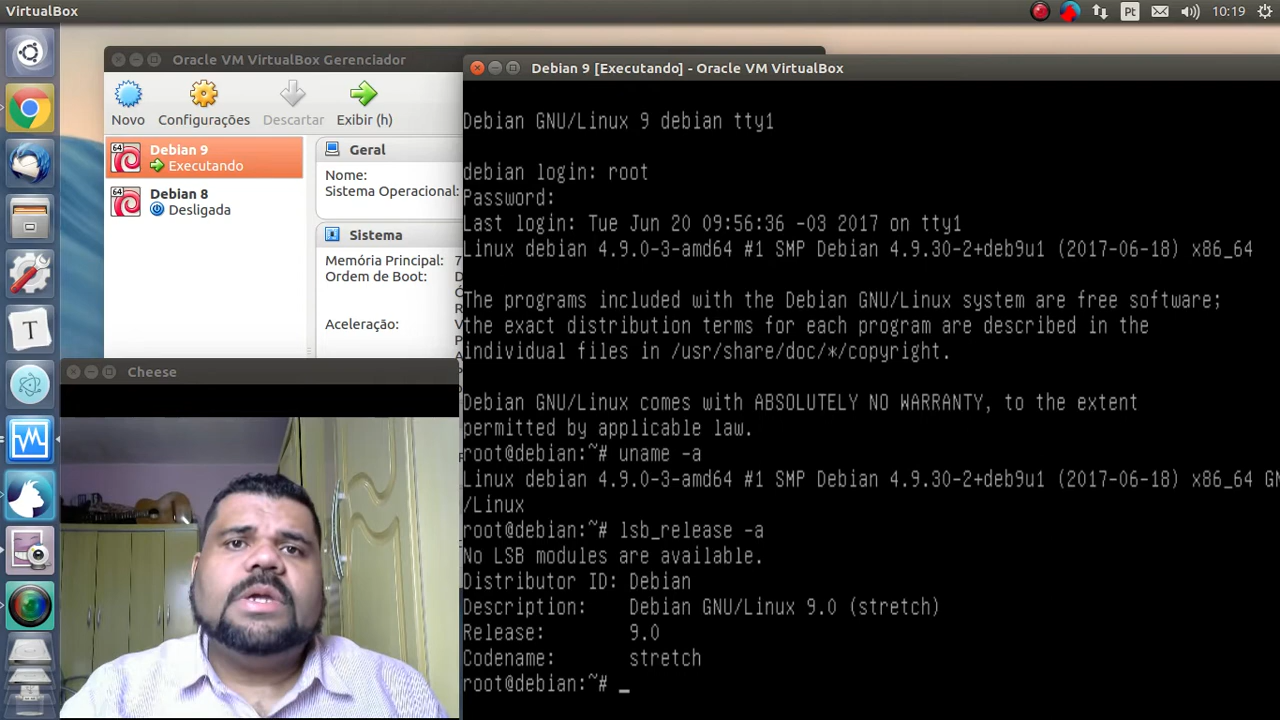 VirtualBox
Pt
10:19
Oracle VM VirtualBox Gerenciador
Novo
Configurações
Descartar
Exibir (h)
64
Debian 9
Executando
64
Debian 8
Desligada
Geral
Nome:
Sistema Operacional:
Sistema
Memória Principal: 7
Ordem de Boot: D
Aceleração: V
Cheese
T
Debian 9 [Executando] - Oracle VM VirtualBox
Debian GNU/Linux 9 debian tty1
debian login: root
Password:
Last login: Tue Jun 20 09:56:36 -03 2017 on tty1
Linux debian 4.9.0-3-amd64 #1 SMP Debian 4.9.30-2+deb9u1 (2017-06-18) x86_64
The programs included with the Debian GNU/Linux system are free software;
the exact distribution terms for each program are described in the
individual files in /usr/share/doc/*/copyright.
Debian GNU/Linux comes with ABSOLUTELY NO WARRANTY, to the extent
permitted by applicable law.
root@debian:~# uname -a
Linux debian 4.9.0-3-amd64 #1 SMP Debian 4.9.30-2+deb9u1 (2017-06-18) x86_64 GN
/Linux
root@debian:~# lsb_release -a
No LSB modules are available.
Distributor ID: Debian
Description: Debian GNU/Linux 9.0 (stretch)
Release: 9.0
Codename: stretch
root@debian:~# _